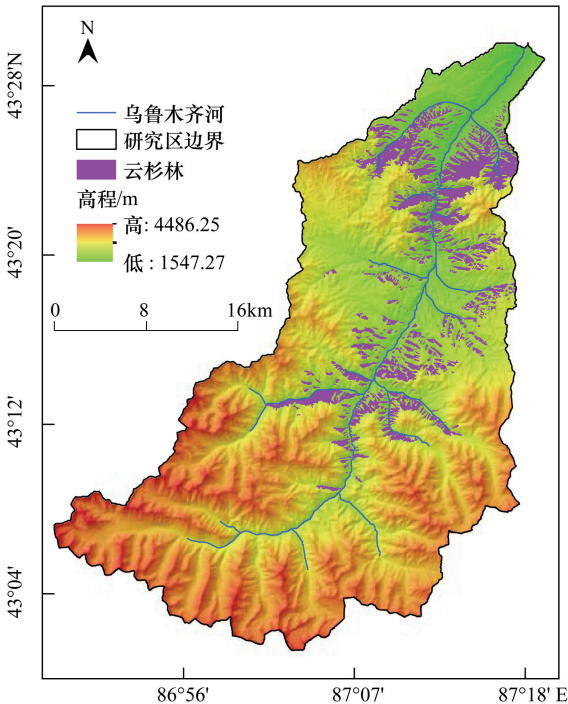 N
乌鲁木齐河
研究区边界
云杉林
高程/m
高: 4486.25
低: 1547.27
0 8 16km
43°28′N
43°20′
43°12′
43°04′
86°56′ 87°07′ 87°18′ E